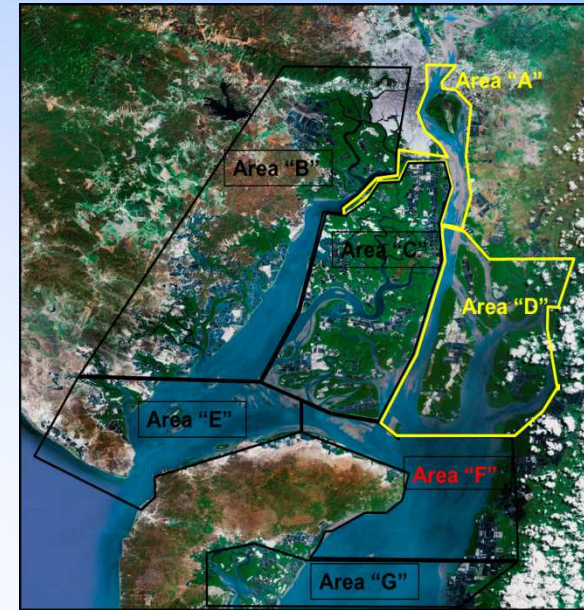 Area “A”
Area “B”
Area “C”
Area “D”
Area “E”
Area “F”
Area “G”